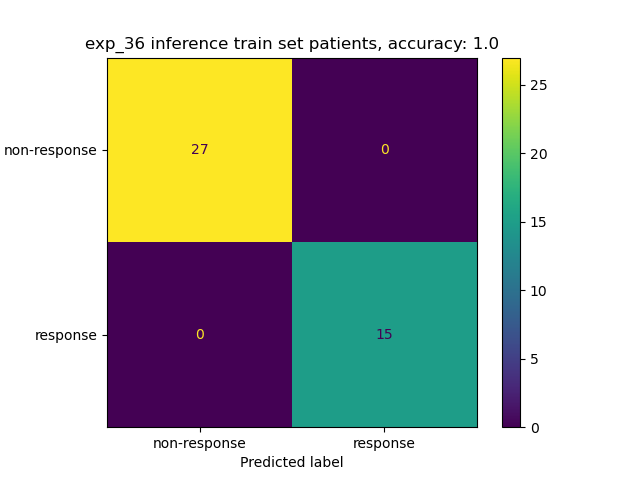 exp_36 inference train set patients, accuracy: 1.0
non-response
27
0
response
0
15
non-response
response
Predicted label
25
20
15
10
5
0